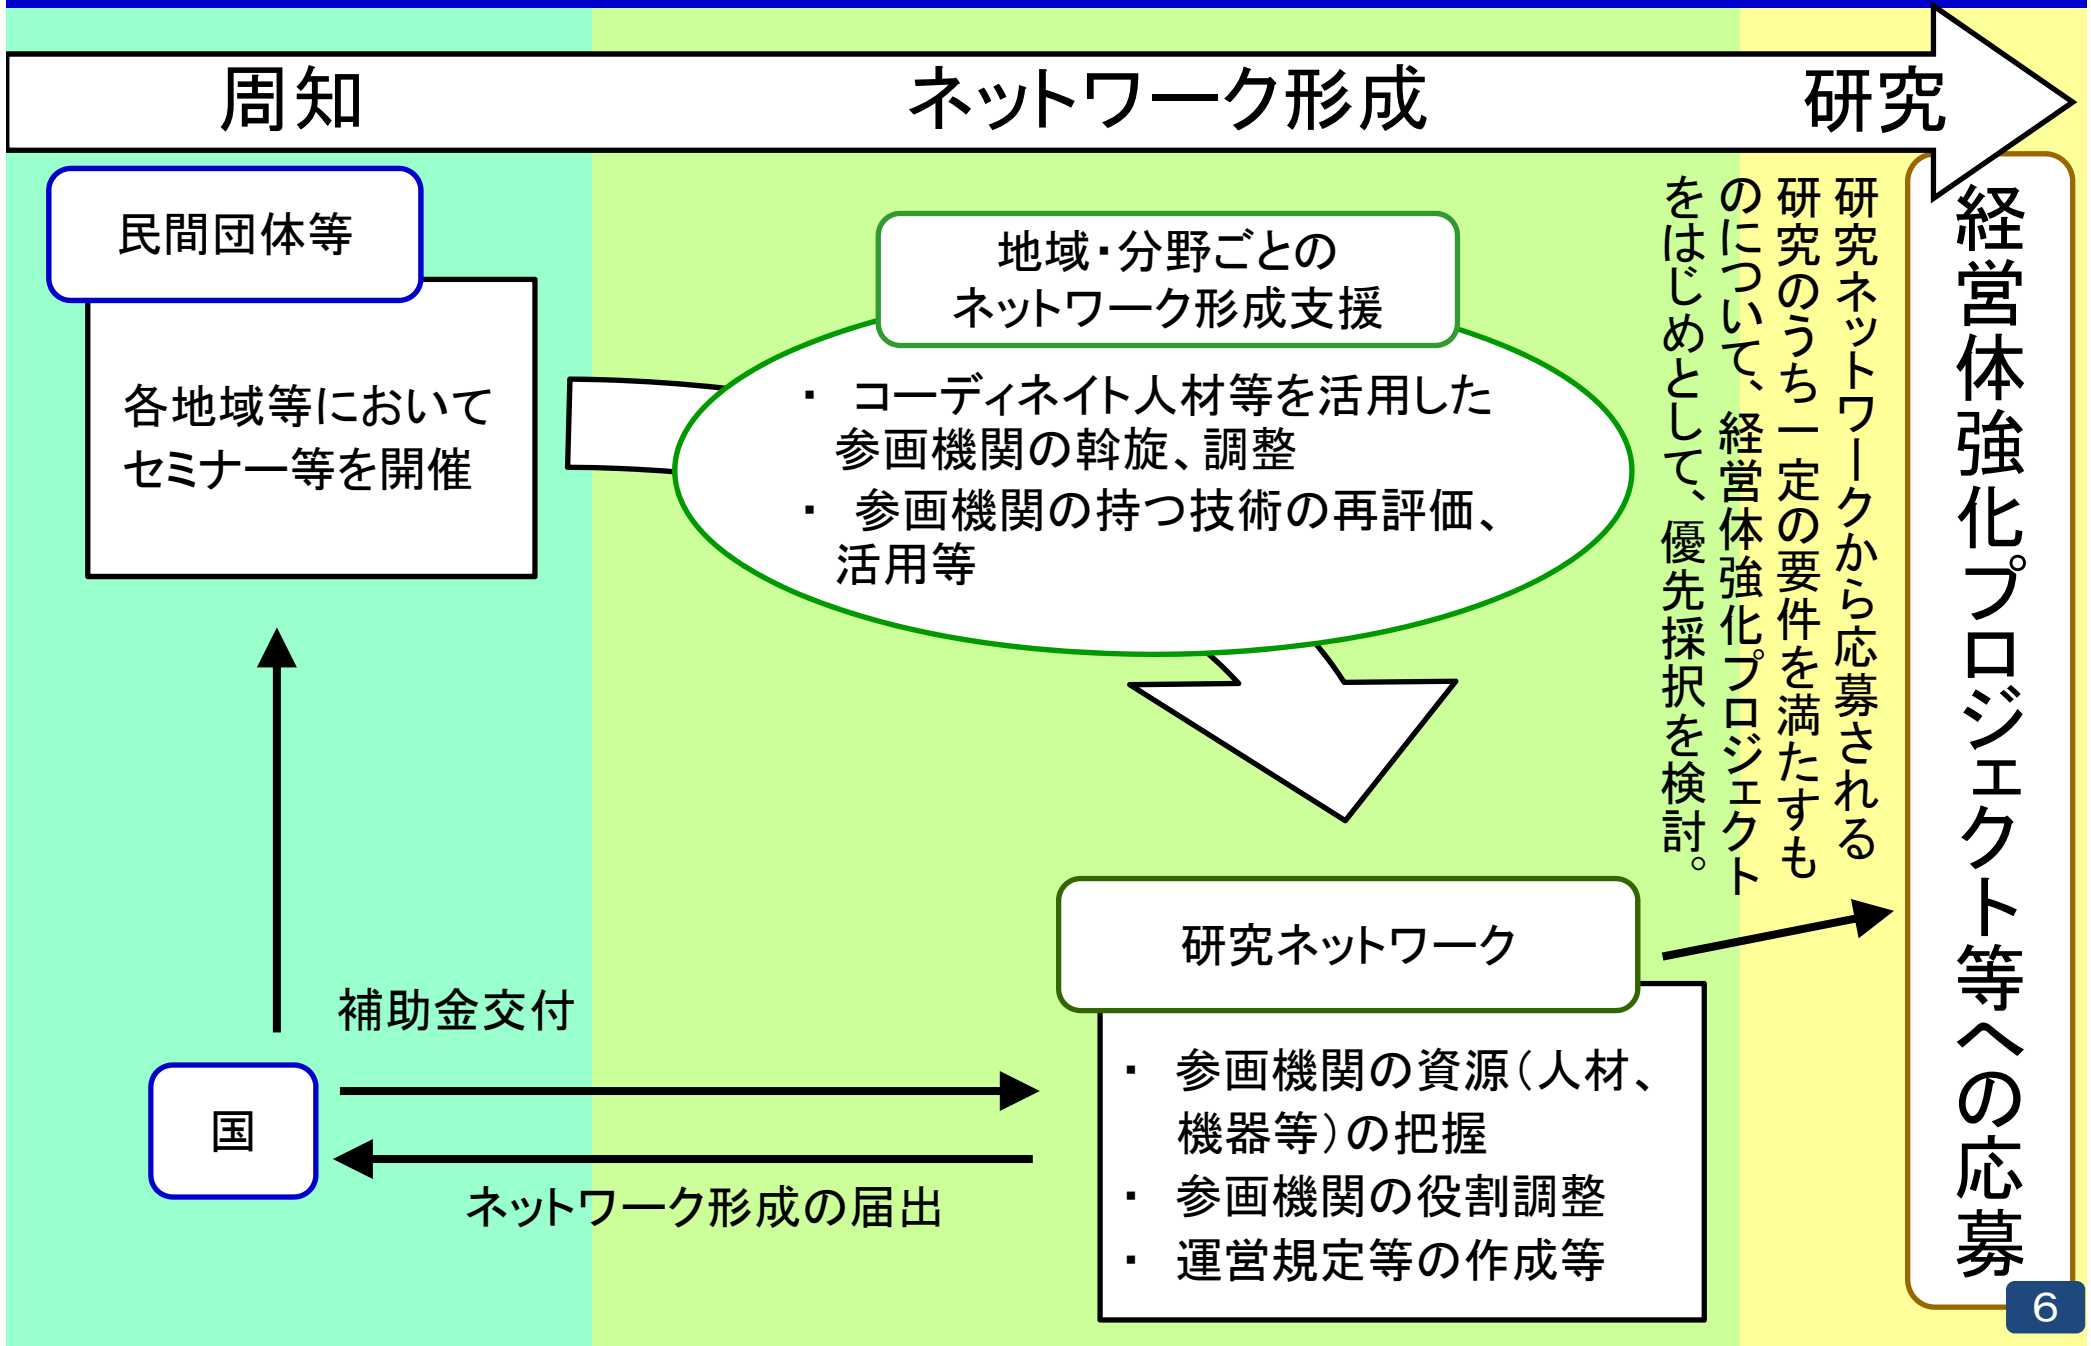 周知
ネットワーク形成
研究
民間団体等
各地域等において
セミナー等を開催
地域・分野ごとの
ネットワーク形成支援
・ コーディネイト人材等を活用した
参画機関の斡旋、調整
・ 参画機関の持つ技術の再評価、
活用等
研究ネットワークから応募される
研究のうち一定の要件を満たすも
のについて、経営体強化プロジェクト
をはじめとして、優先採択を検討。
経営体強化プロジェクト等への応募
研究ネットワーク
・ 参画機関の資源（人材、
機器等）の把握
・ 参画機関の役割調整
・ 運営規定等の作成等
補助金交付
国
ネットワーク形成の届出
6